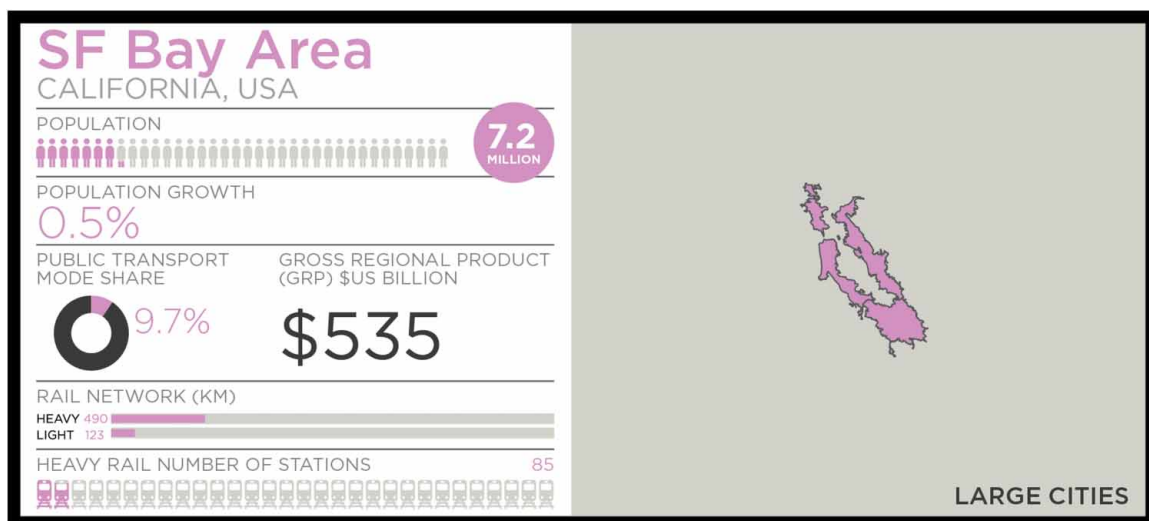 SF Bay Area
CALIFORNIA, USA
POPULATION
7.2
MILLION
POPULATION GROWTH
0.5%
PUBLIC TRANSPORT
MODE SHARE
9.7%
GROSS REGIONAL PRODUCT
(GRP) $US BILLION
$535
RAIL NETWORK (KM)
HEAVY 490
LIGHT 123
HEAVY RAIL NUMBER OF STATIONS 85
LARGE CITIES